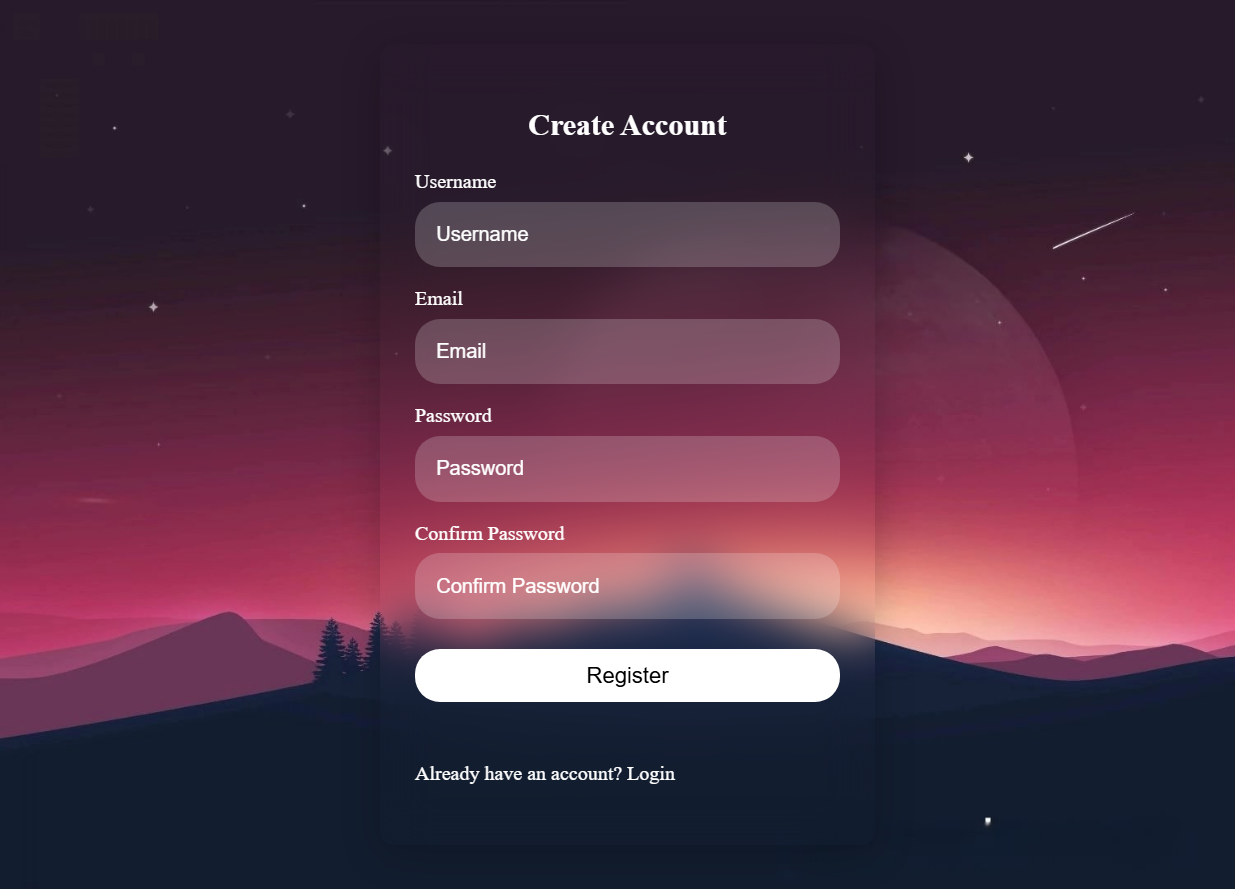 Create Account
Username
Username
Email
Email
Password
Password
Confirm Password
Confirm Password
Register
Already have an account? Login